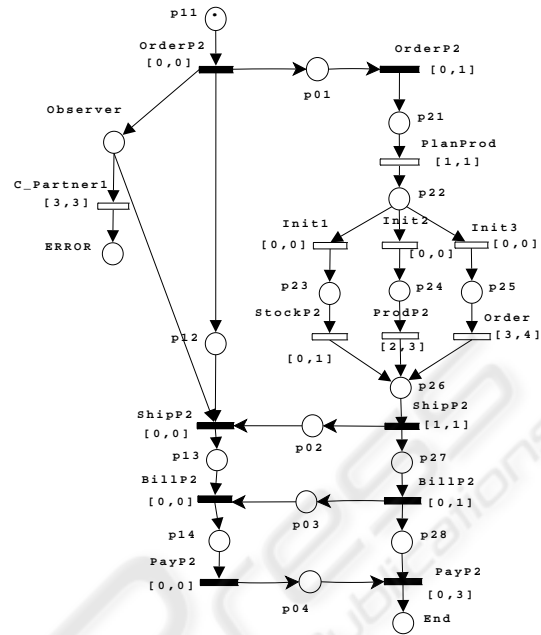 p11
OrderP2
[0,0]
OrderP2
[0,1]
p01
Observer
p21
PlanProd
[1,1]
C_Partner1
[3,3]
p22
Init1
Init2
Init3
[0,0]
[0,0]
[0,0]
ERROR
p23
p24
p25
StockP2
ProdP2
Order
p12
[0,1]
[2,3]
[3,4]
p26
ShipP2
[0,0]
ShipP2
[1,1]
p02
p13
p27
BillP2
[0,0]
BillP2
[0,1]
p03
p14
p28
PayP2
[0,0]
PayP2
[0,3]
p04
End